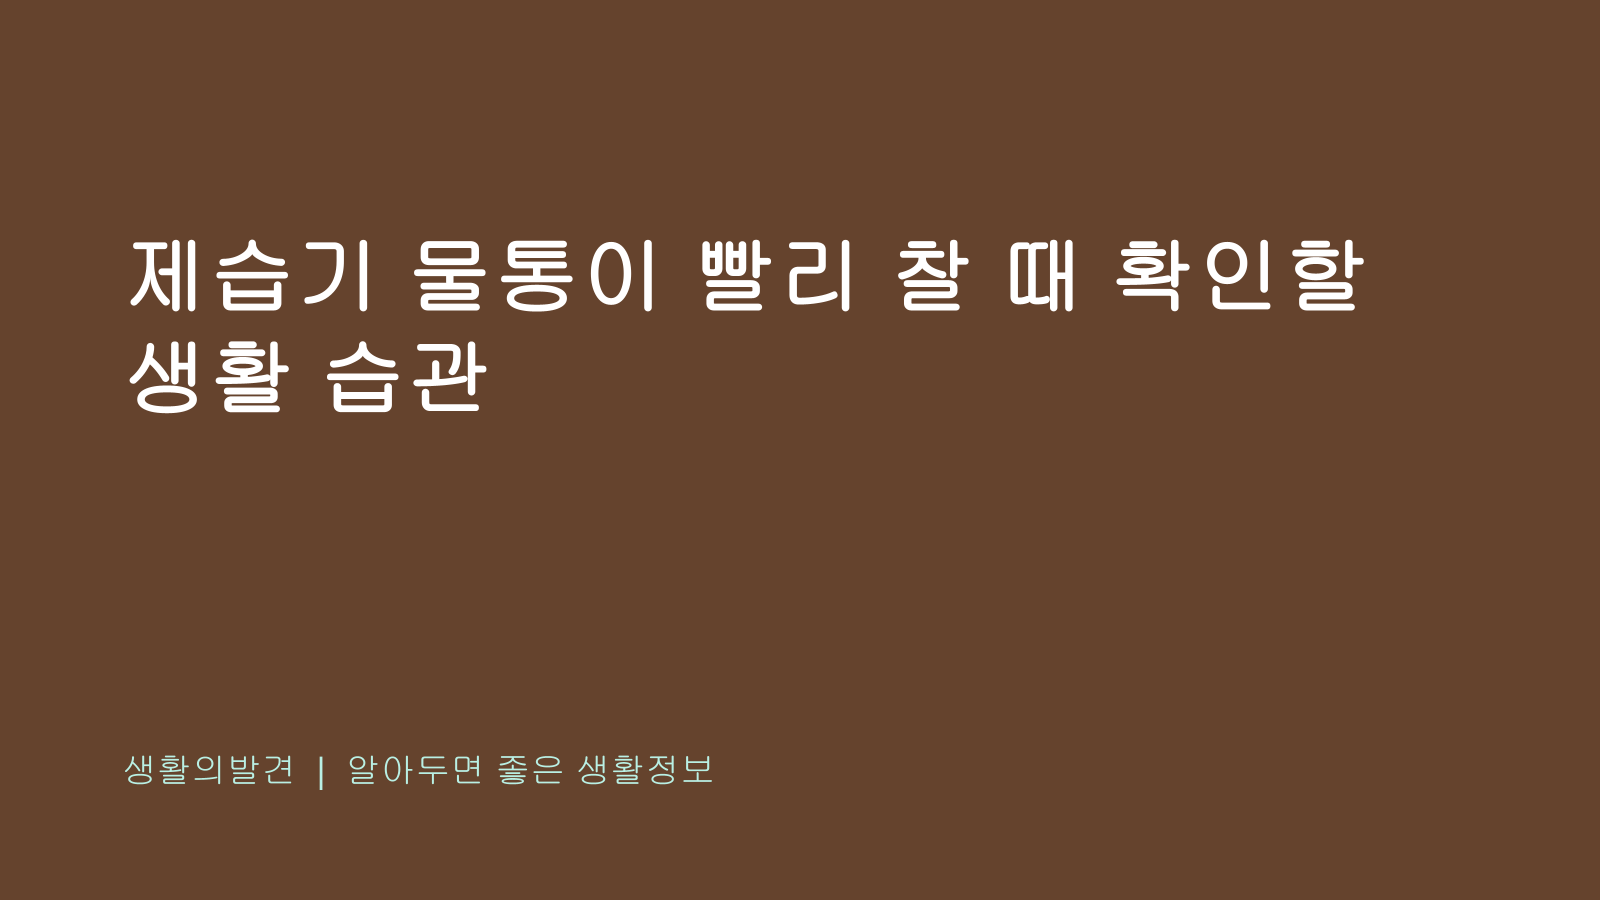 제습기 물통이 빨리 찰 때 확인할
생활 습관
생활의발견 | 알아두면 좋은 생활정보